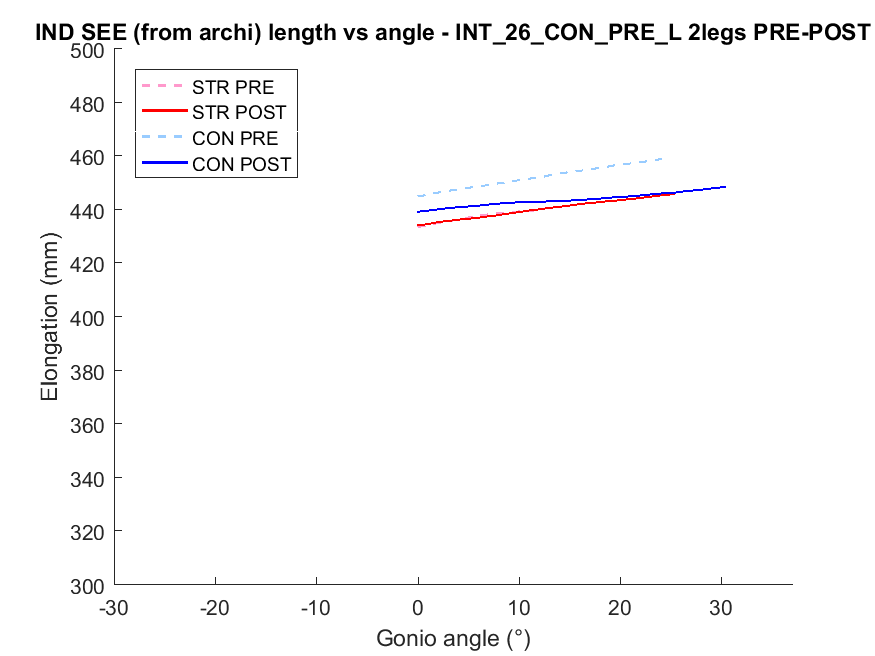 IND SEE (from archi) length vs angle - INT_26_CON_PRE_L 2legs PRE-POST
500
480
460
440
420
400
380
360
340
320
300
STR PRE
STR POST
CON PRE
CON POST
Elongation (mm)
-30 -20 -10 0 10 20 30
Gonio angle (°)